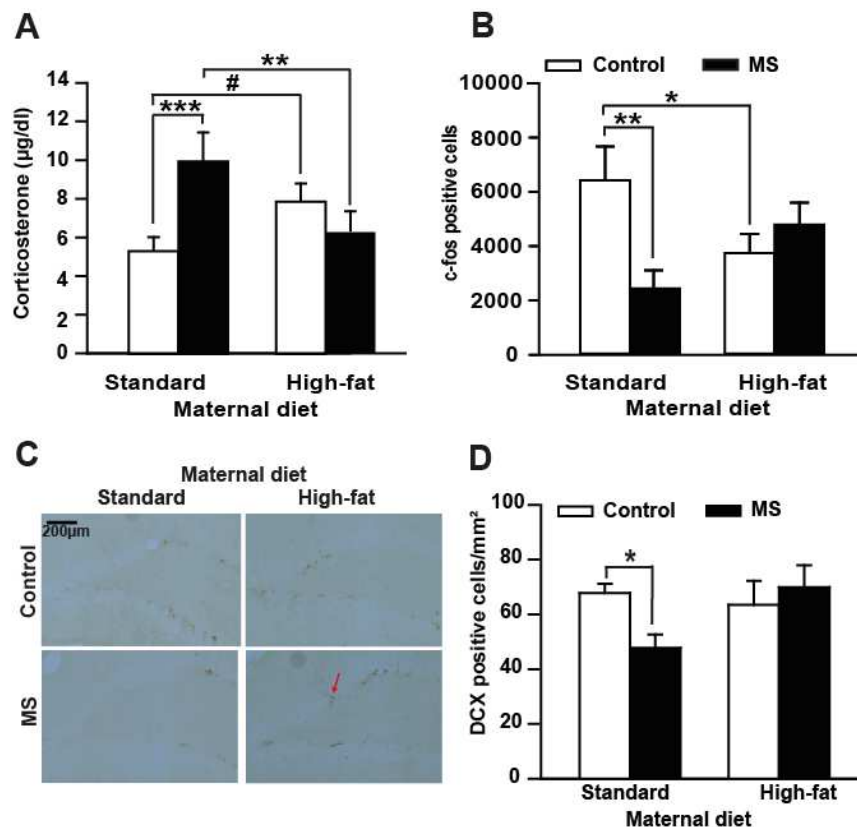 A
Corticosterone (µg/dl)
14
12
10
8
6
4
2
0
**
#
***
Standard
High-fat
Maternal diet
B
Control
MS
c-fos positive cells
10000
8000
6000
4000
2000
0
*
**
Standard
High-fat
Maternal diet
C
Maternal diet
Standard
High-fat
200µm
Control
MS
D
Control
MS
DCX positive cells/mm²
100
80
60
40
20
0
*
Standard
High-fat
Maternal diet